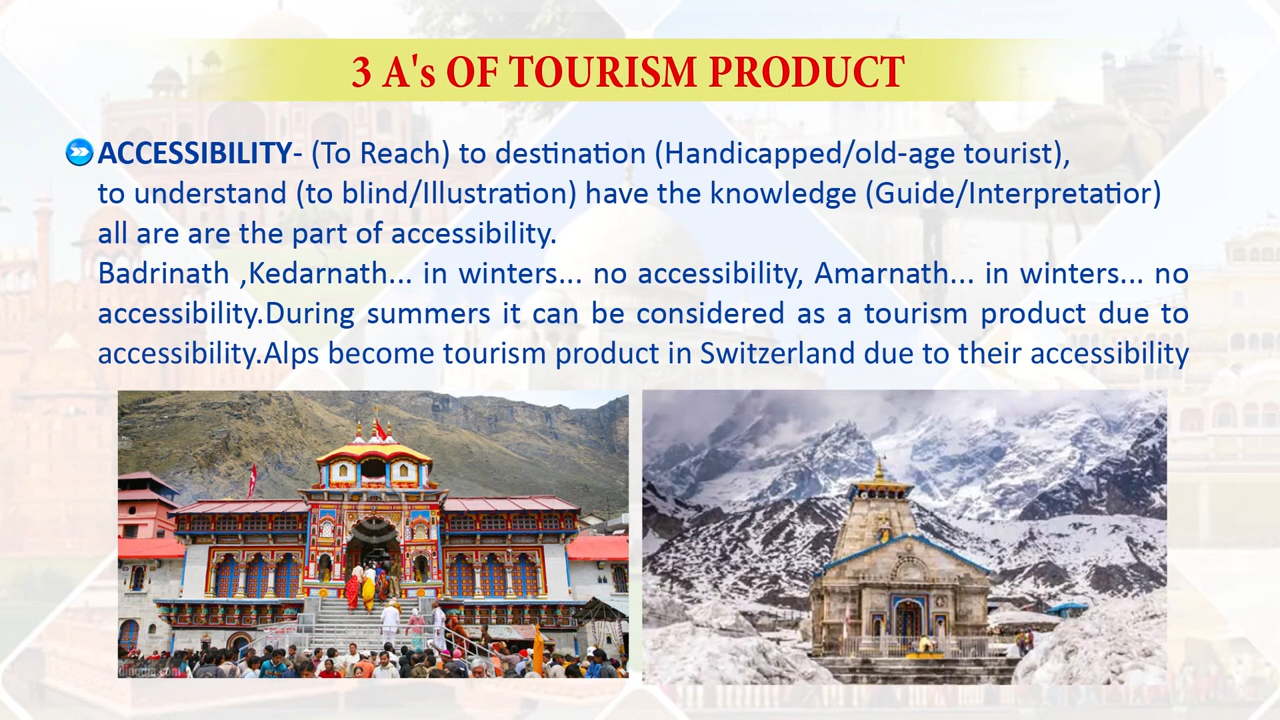 3 A's OF TOURISM PRODUCT
ACCESSIBILITY- (To Reach) to destination (Handicapped/old-age tourist),
to understand (to blind/Illustration) have the knowledge (Guide/Interpretatior)
all are are the part of accessibility.
Badrinath ,Kedarnath... in winters... no accessibility, Amarnath... in winters... no
accessibility.During summers it can be considered as a tourism product due to
accessibility.Alps become tourism product in Switzerland due to their accessibility